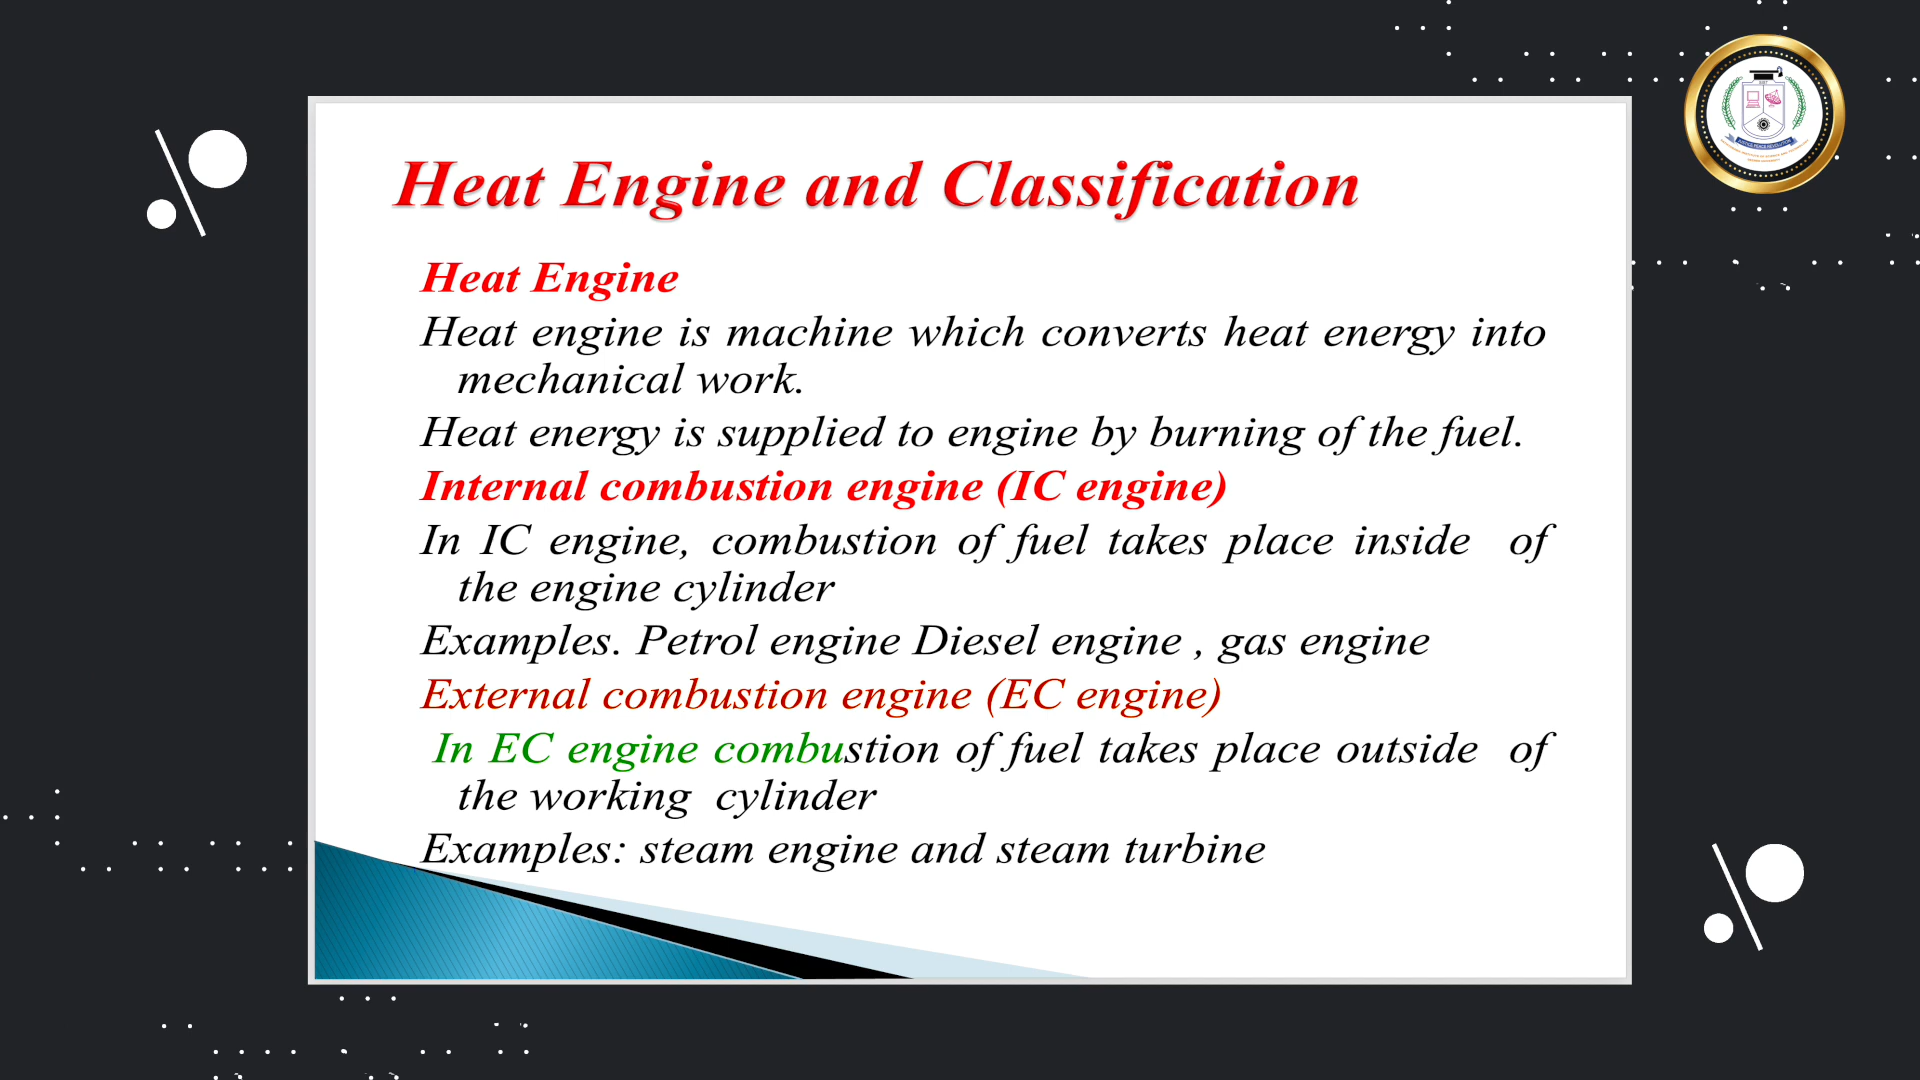 Heat Engine and Classification
Heat Engine
Heat engine is machine which converts heat energy into
mechanical work.
Heat energy is supplied to engine by burning of the fuel.
Internal combustion engine (IC engine)
In IC engine, combustion of fuel takes place inside of
the engine cylinder
Examples. Petrol engine Diesel engine , gas engine
External combustion engine (EC engine)
In EC engine combustion of fuel takes place outside of
the working cylinder
Examples: steam engine and steam turbine